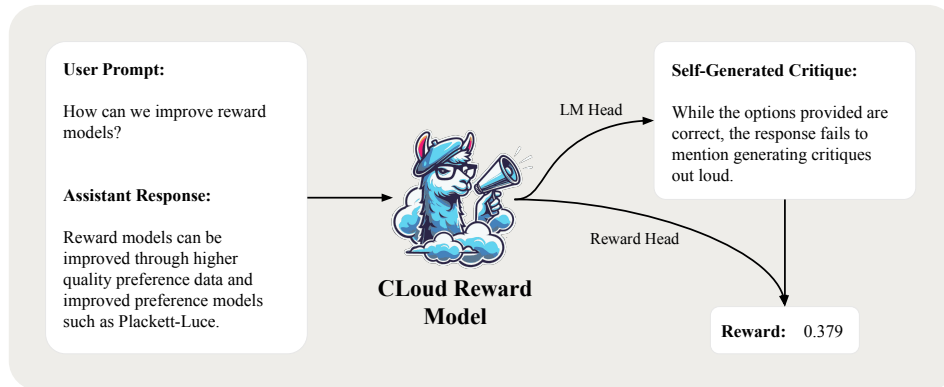 User Prompt:
How can we improve reward
models?
Assistant Response:
Reward models can be
improved through higher
quality preference data and
improved preference models
such as Plackett-Luce.
CLoud Reward
Model
LM Head
Reward Head
Self-Generated Critique:
While the options provided are
correct, the response fails to
mention generating critiques
out loud.
Reward: 0.379